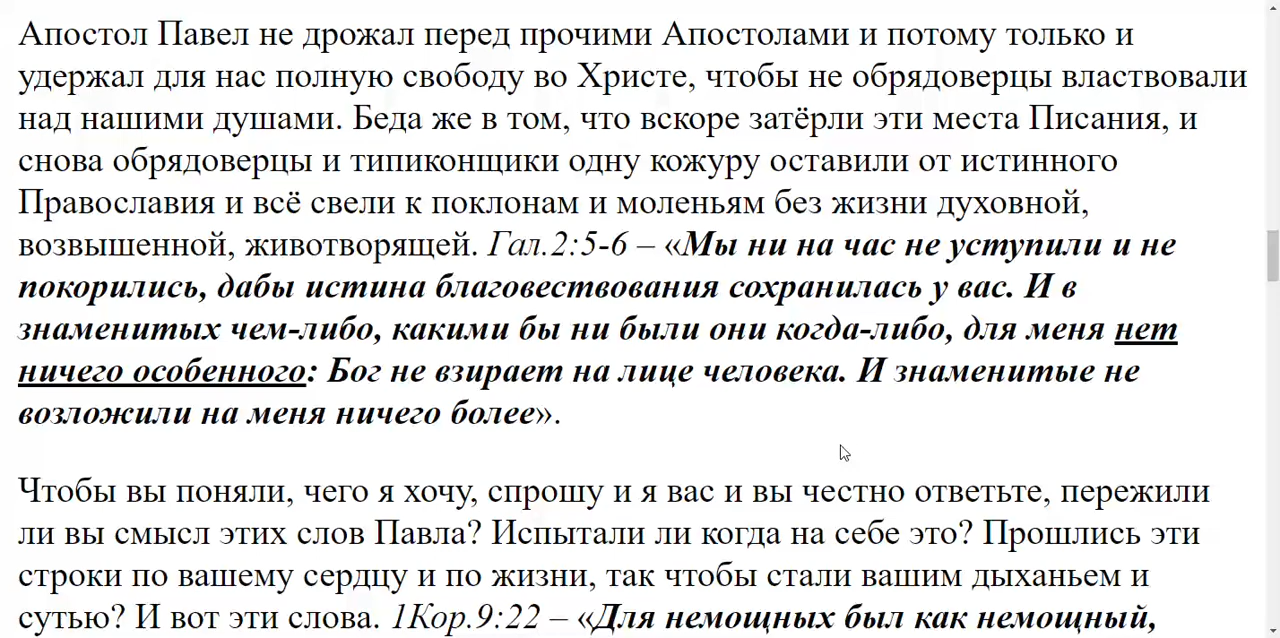 Апостол Павел не дрожал перед прочими Апостолами и потому только и
удержал для нас полную свободу во Христе, чтобы не обрядоверцы властвовали
над нашими душами. Беда же в том, что вскоре затёрли эти места Писания, и
снова обрядоверцы и типиконщики одну кожуру оставили от истинного
Православия и всё свели к поклонам и моленьям без жизни духовной,
возвышенной, животворящей. Гал.2:5-6 – «Мы ни на час не уступили и не
покорились, дабы истина благовествования сохранилась у вас. И в
знаменитых чем-либо, какими бы ни были они когда-либо, для меня нет
ничего особенного: Бог не взирает на лице человека. И знаменитые не
возложили на меня ничего более».
Чтобы вы поняли, чего я хочу, спрошу и я вас и вы честно ответьте, пережили
ли вы смысл этих слов Павла? Испытали ли когда на себе это? Прошлись эти
строки по вашему сердцу и по жизни, так чтобы стали вашим дыханьем и
сутью? И вот эти слова. 1Кор.9:22 – «Для немощных был как немощный,